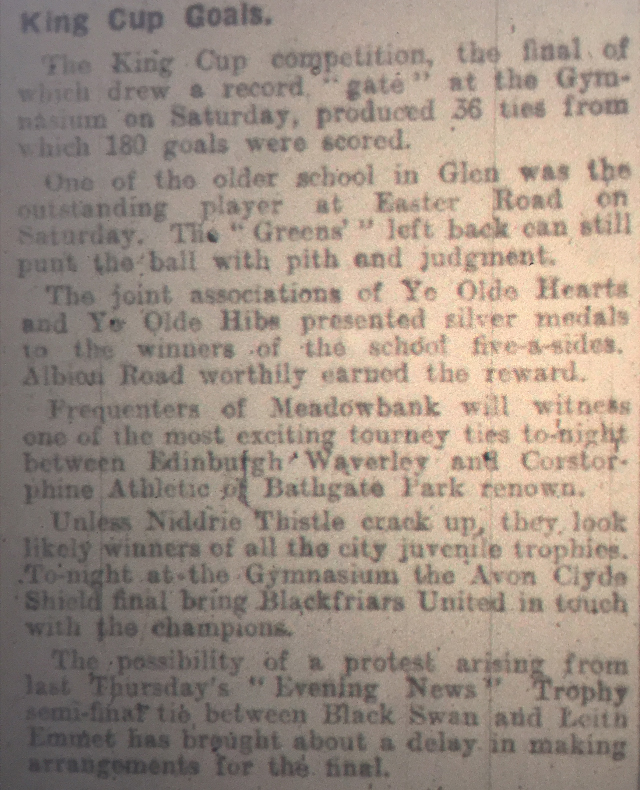 King Cup Goals.
The King Cup competition, the final of
which drew a record "gate" at the Gym-
nasium on Saturday, produced 36 ties from
which 180 goals were scored.
One of the older school in Glen was the
outstanding player at Easter Road on
Saturday. The "Greens'" left back can still
punt the ball with pith and judgment.
The joint associations of Ye Olde Hearts
and Ye Olde Hibs presented silver medals
to the winners of the school five-a-sides.
Albion Road worthily earned the reward.
Frequenters of Meadowbank will witness
one of the most exciting tourney ties to-night
between Edinburgh Waverley and Corstor-
phine Athletic of Bathgate Park renown.
Unless Niddrie Thistle crack up, they look
likely winners of all the city juvenile trophies.
To-night at the Gymnasium the Avon Clyde
Shield final bring Blackfriars United in touch
with the champions.
The possibility of a protest arising from
last Thursday's "Evening News" Trophy
semi-final tie between Black Swan and Leith
Emmet has brought about a delay in making
arrangements for the final.